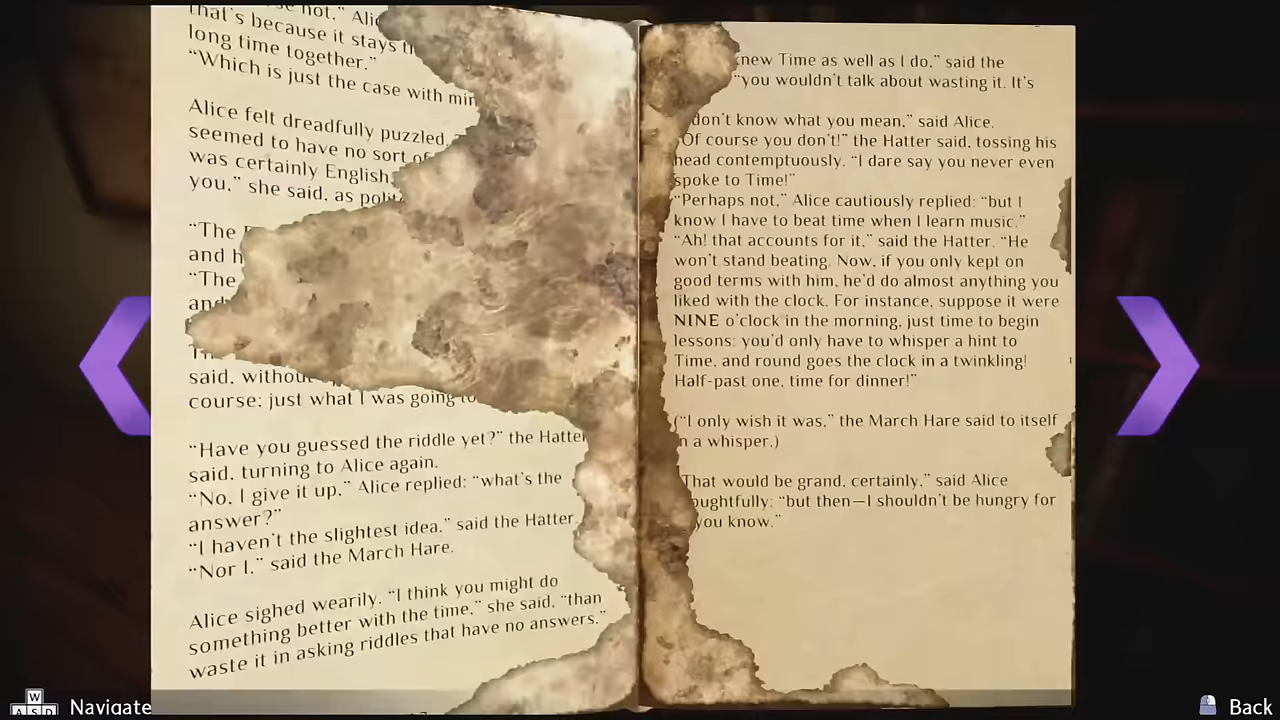 not.” Alic
that’s because it stays
long time together.”
“Which is just the case with
Alice felt dreadfully puzzled.
seemed to have no sort of
was certainly English
you,” she said, as
“The
and
“The
and
said, without
course: just what I was going to
“Have you guessed the riddle yet?” the Hatter
said, turning to Alice again.
“No, I give it up,” Alice replied: “what’s the
answer?”
“I haven’t the slightest idea,” said the Hatter.
“Nor I,” said the March Hare.
Alice sighed wearily. “I think you might do
something better with the time,” she said, “than
waste it in asking riddles that have no answers.”
knew Time as well as I do,” said the
“you wouldn’t talk about wasting it. It’s
don’t know what you mean,” said Alice.
“Of course you don’t!” the Hatter said, tossing his
head contemptuously. “I dare say you never even
spoke to Time!”
“Perhaps not,” Alice cautiously replied: “but I
know I have to beat time when I learn music.”
“Ah! that accounts for it,” said the Hatter. “He
won’t stand beating. Now, if you only kept on
good terms with him, he’d do almost anything you
liked with the clock. For instance, suppose it were
NINE o’clock in the morning, just time to begin
lessons: you’d only have to whisper a hint to
Time, and round goes the clock in a twinkling!
Half-past one, time for dinner!”
(“I only wish it was,” the March Hare said to itself
in a whisper.)
That would be grand, certainly,” said Alice
oughtfully: “but then—I shouldn’t be hungry for
you know.”
W
A S D Navigate
Back